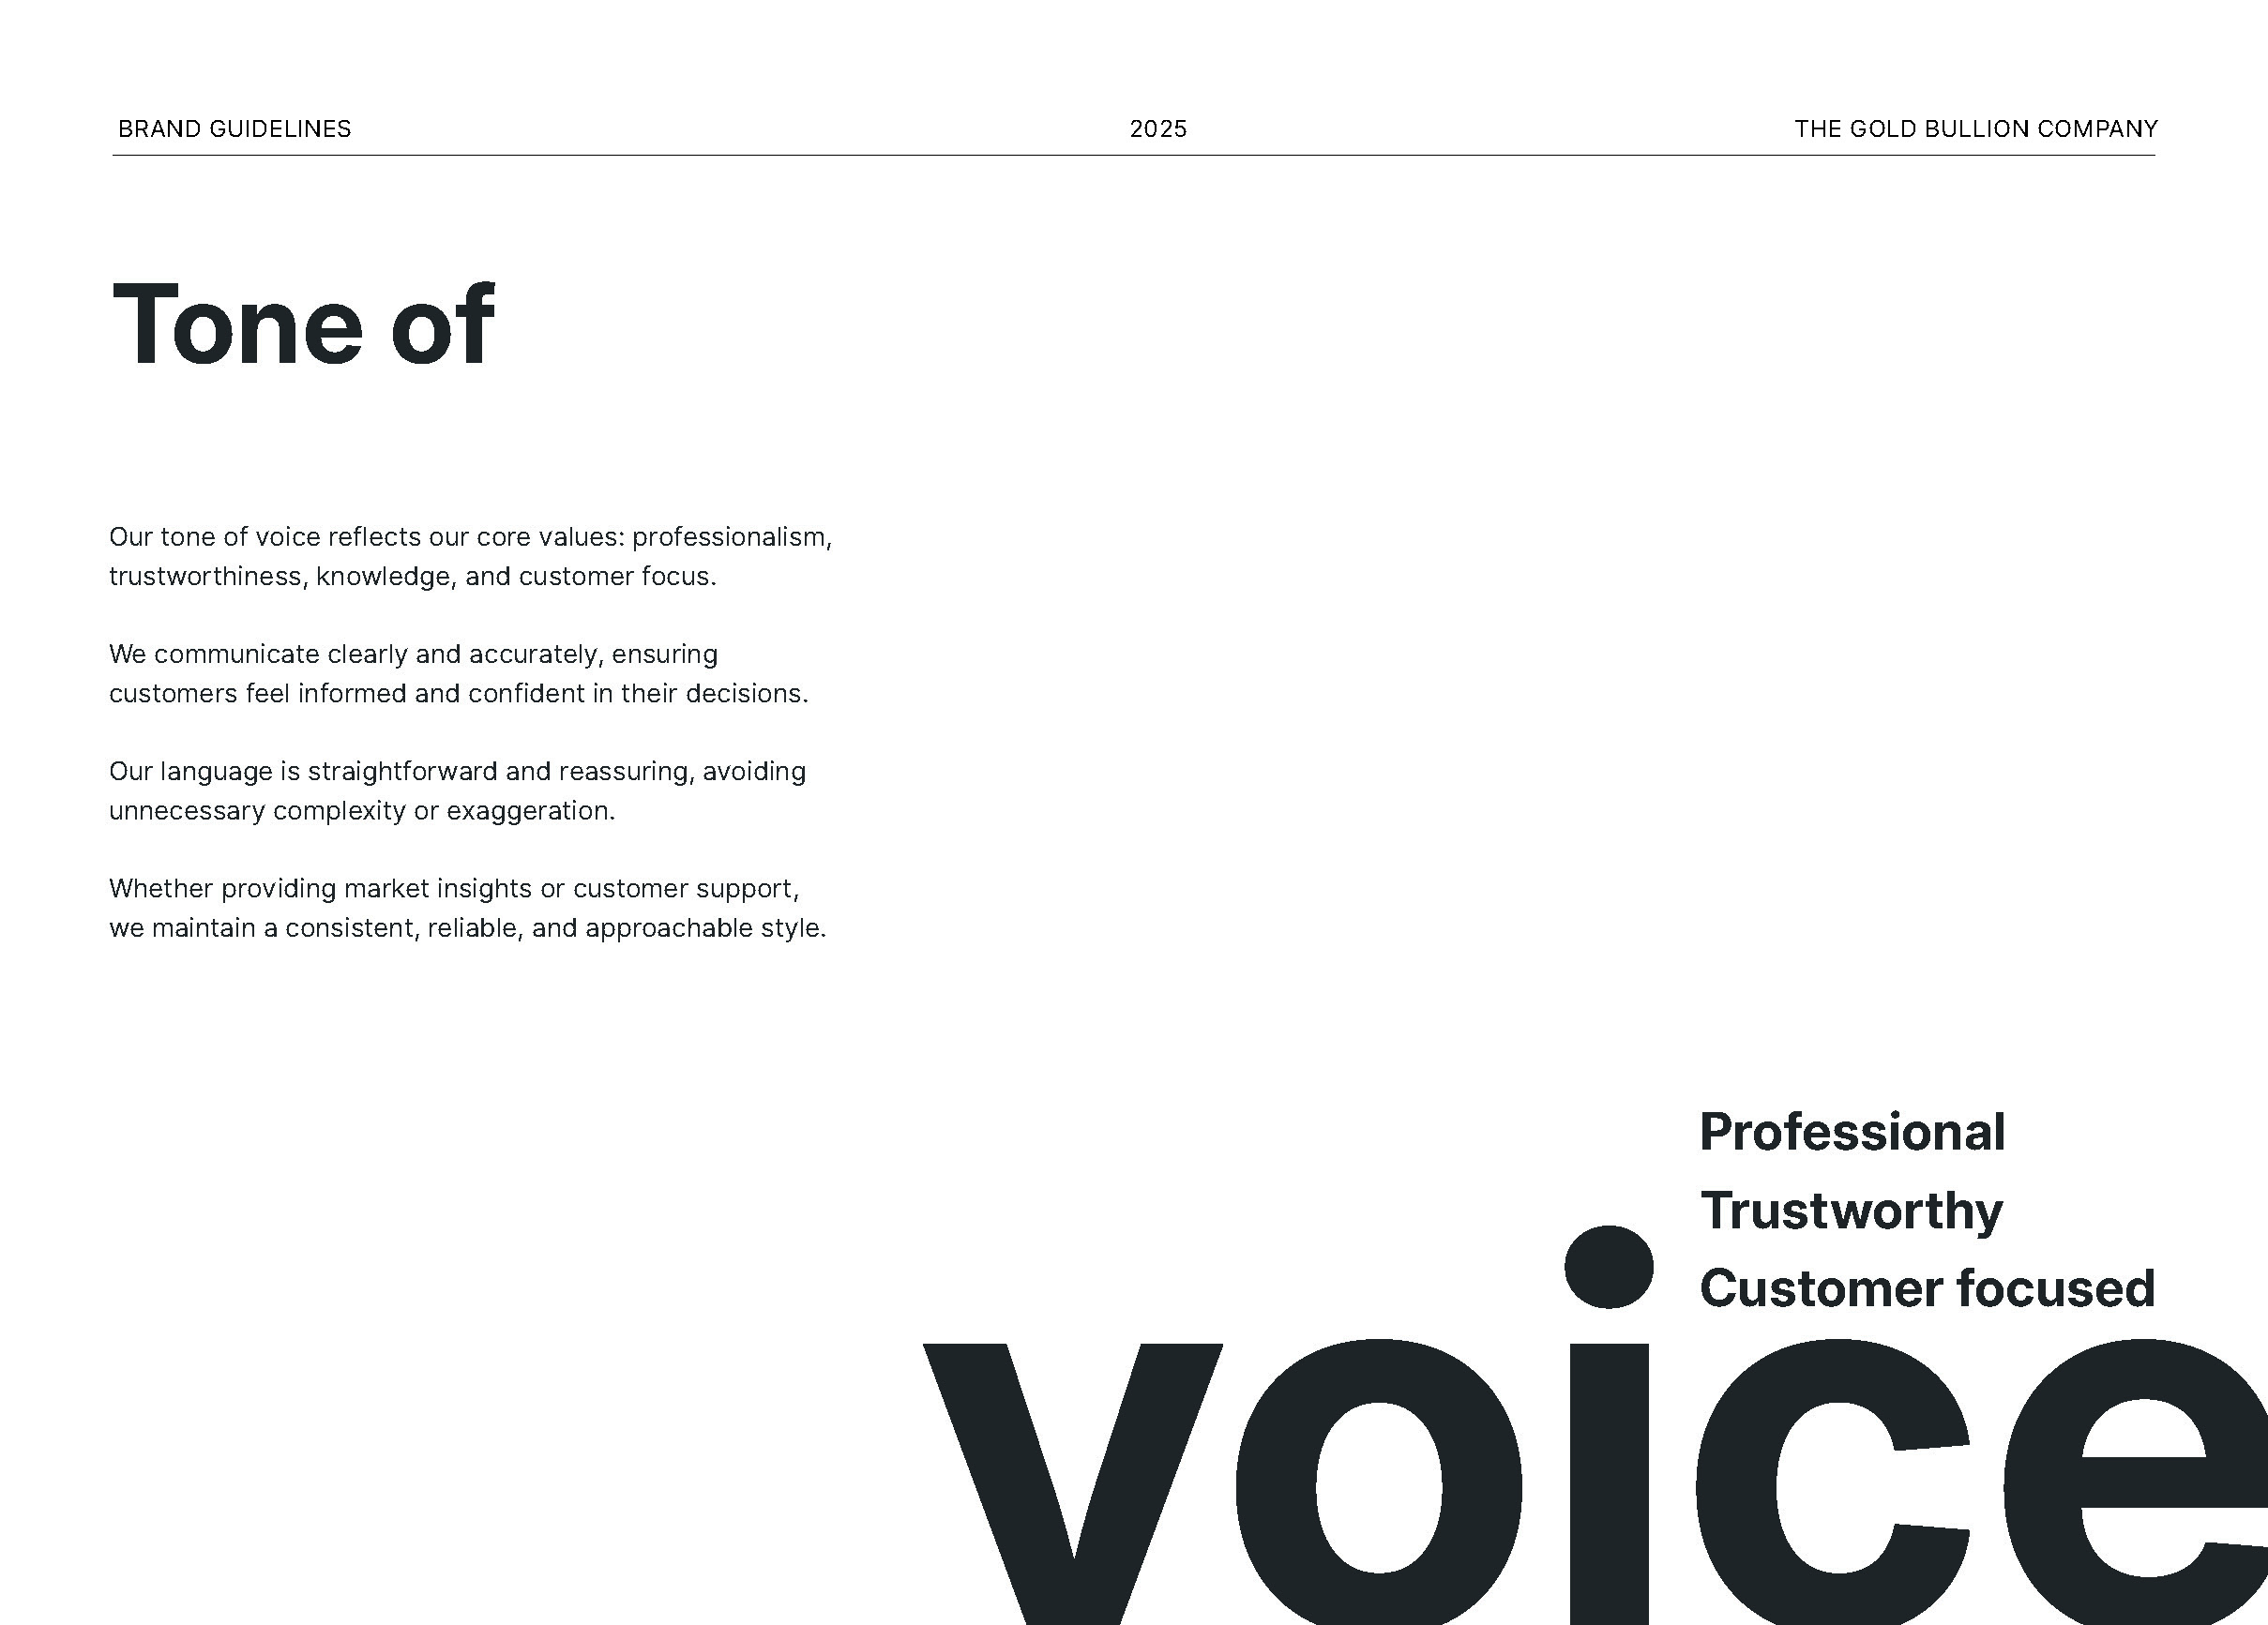 BRAND GUIDELINES
2025
THE GOLD BULLION COMPANY
Tone of
Our tone of voice reflects our core values: professionalism,
trustworthiness, knowledge, and customer focus.
We communicate clearly and accurately, ensuring
customers feel informed and confident in their decisions.
Our language is straightforward and reassuring, avoiding
unnecessary complexity or exaggeration.
Whether providing market insights or customer support,
we maintain a consistent, reliable, and approachable style.
Professional
Trustworthy
Customer focused
voice